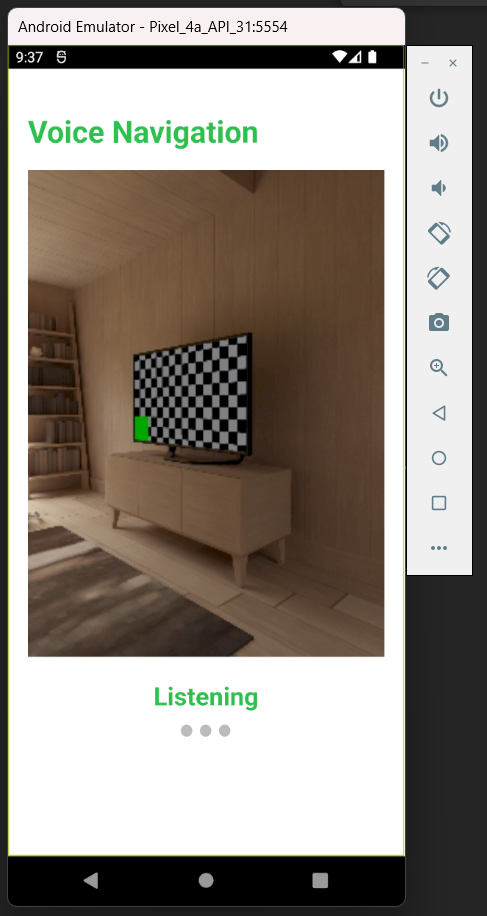 Android Emulator - Pixel_4a_API_31:5554
9:37
Voice Navigation
Listening